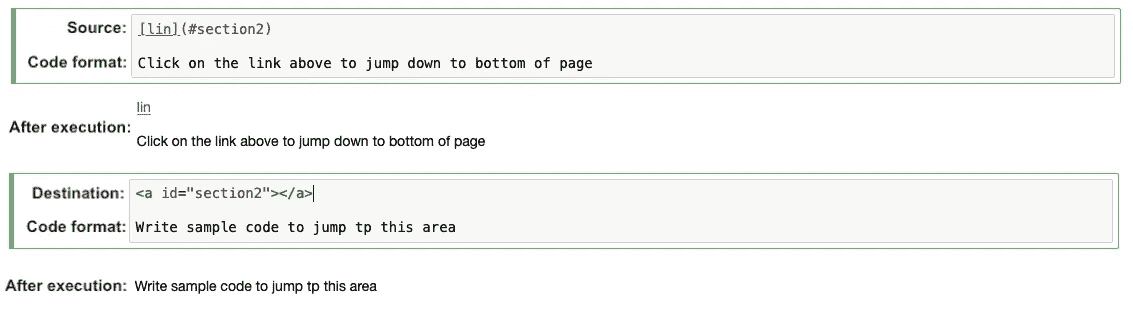 Source: [lin](#section2)
Code format: Click on the link above to jump down to bottom of page
lin
After execution:
Click on the link above to jump down to bottom of page
Destination: <a id="section2"></a>
Code format: Write sample code to jump tp this area
After execution: Write sample code to jump tp this area